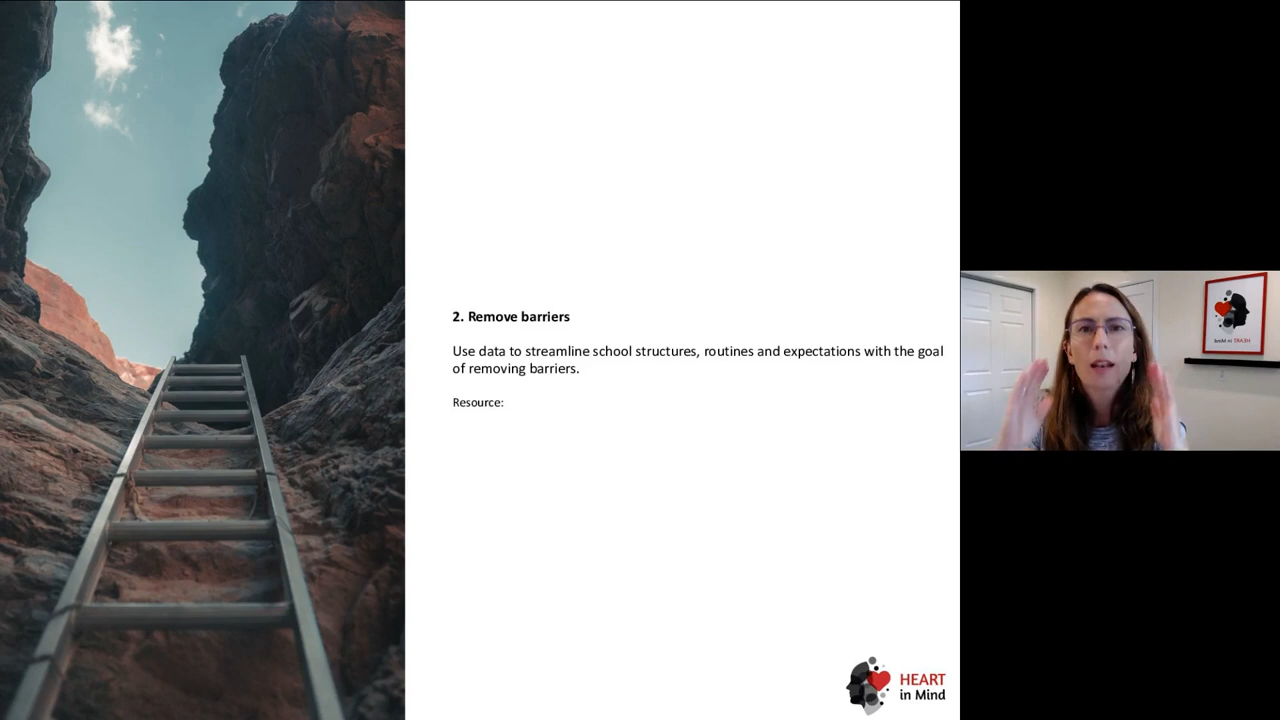 2. Remove barriers
Use data to streamline school structures, routines and expectations with the goal
of removing barriers.
Resource:
HEART
in Mind